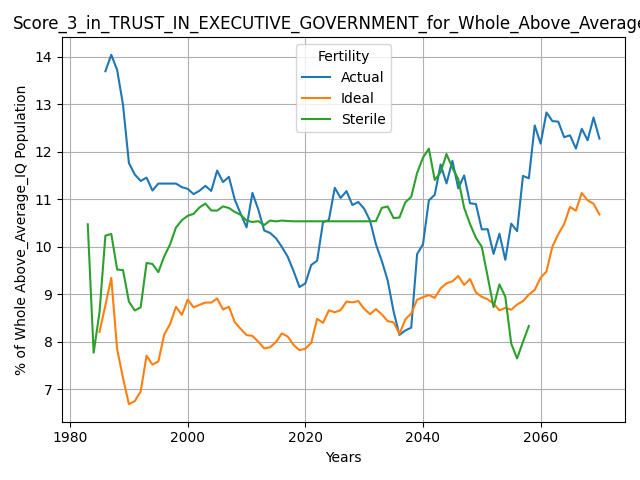 Score_3_in_TRUST_IN_EXECUTIVE_GOVERNMENT_for_Whole_Above_Average
Fertility
Actual
Ideal
Sterile
% of Whole Above_Average_IQ Population
14
13
12
11
10
9
8
7
1980
2000
2020
2040
2060
Years